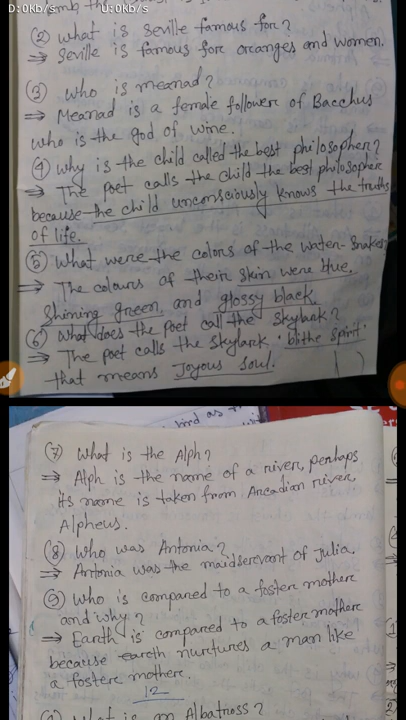 D:0Kb/s U:0Kb/s
(2) what is Seville famous for?
⇒ Seville is famous for oranges and women.
(3) who is meanad?
⇒ Meanad is a female follower of Bacchus
who is the god of wine.
(4) why is the child called the best philosopher?
⇒ The poet calls the child the best philosopher
because the child unconsciously knows the truths
of life.
(5) What were the colors of the water-snakes?
⇒ The colours of their skin were blue,
Shining green, and glossy black.
(6) What does the poet call the skylark?
⇒ The poet calls the skylark 'blithe spirit'
that means Joyous soul.
(7) What is the Alph?
⇒ Alph is the name of a river, perhaps
its name is taken from Arcadian river,
Alpheus.
(8) Who was Antonia?
⇒ Antonia was the maidservant of Julia.
(9) Who is compared to a foster mother
and why?
⇒ Earth is compared to a foster mother
because earth nurtures a man like
a foster mother.
12
What is an Albatross?